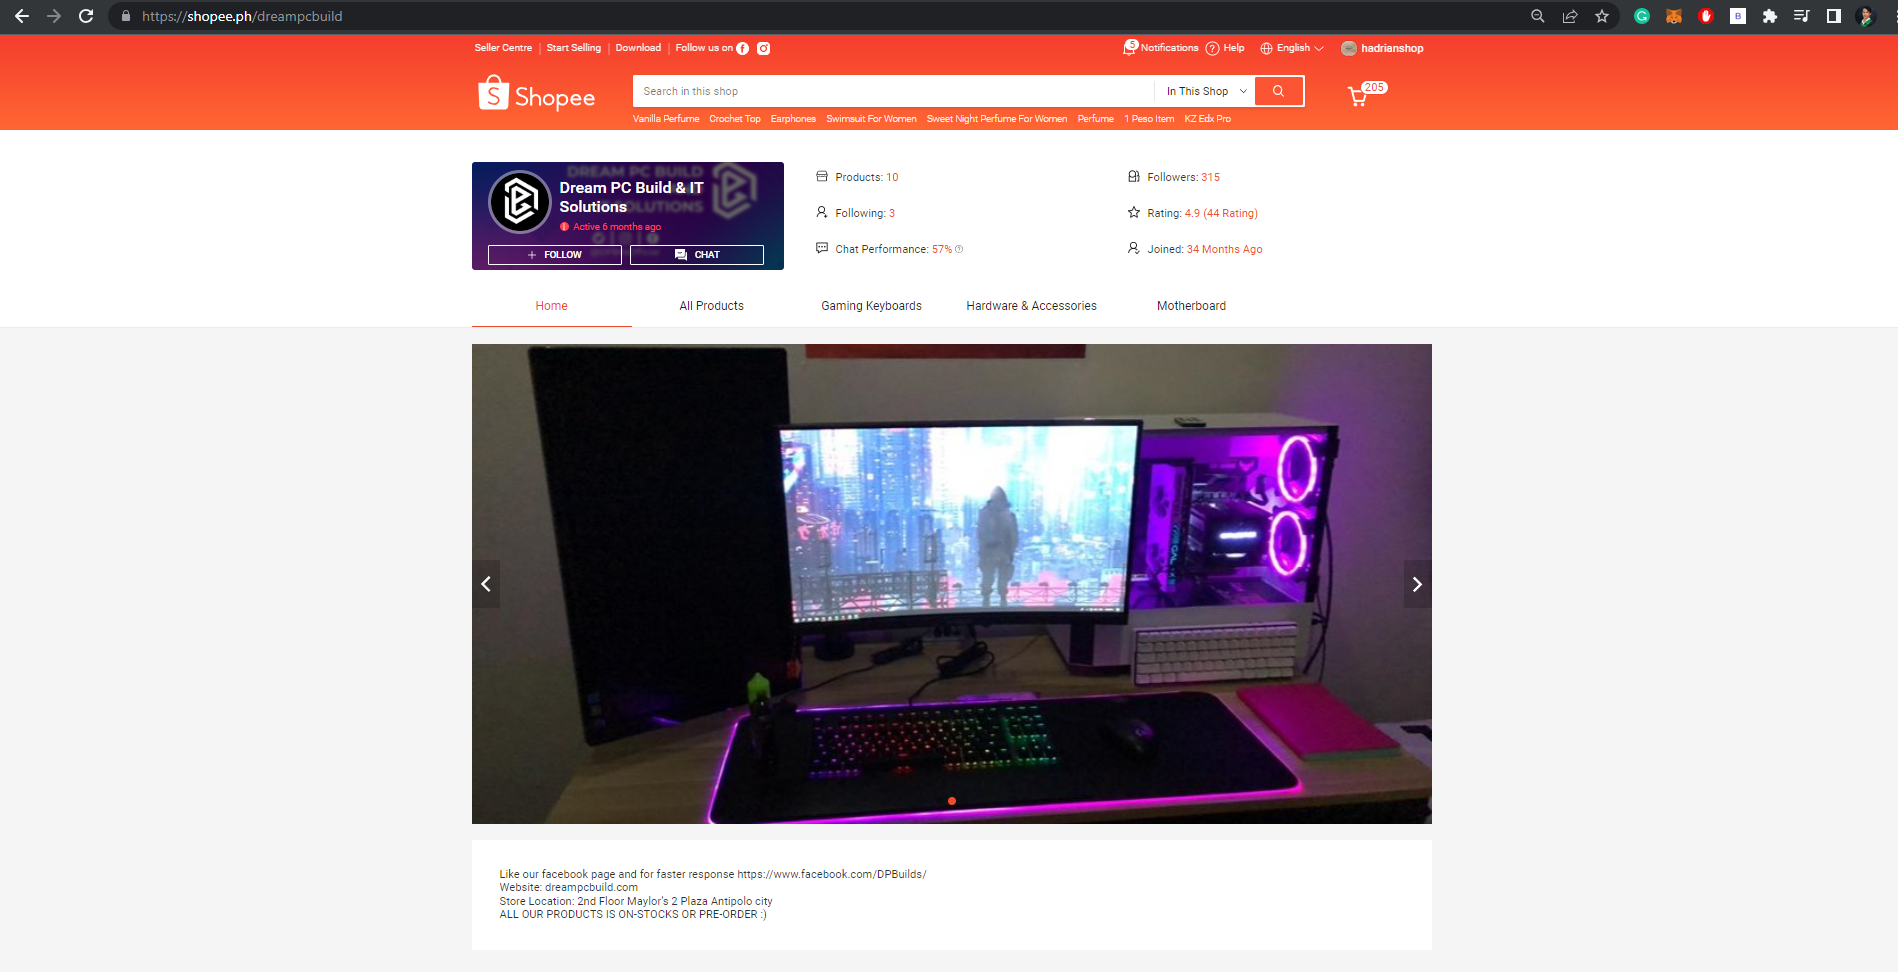 https://shopee.ph/dreampcbuild
Seller Centre | Start Selling | Download | Follow us on
5 Notifications ? Help English hadrianshop
S Shopee
Search in this shop In This Shop
205
Vanilla Perfume Crochet Top Earphones Swimsuit For Women Sweet Night Perfume For Women Perfume 1 Peso Item KZ Edx Pro
DREAM PC BUILD
SOLUTIONS
Dream PC Build & IT
Solutions
Active 6 months ago
+ FOLLOW CHAT
Products: 10
Followers: 315
Following: 3
Rating: 4.9 (44 Rating)
Chat Performance: 57% ?
Joined: 34 Months Ago
Home All Products Gaming Keyboards Hardware & Accessories Motherboard
Like our facebook page and for faster response https://www.facebook.com/DPBuilds/
Website: dreampcbuild.com
Store Location: 2nd Floor Maylor's 2 Plaza Antipolo city
ALL OUR PRODUCTS IS ON-STOCKS OR PRE-ORDER :)